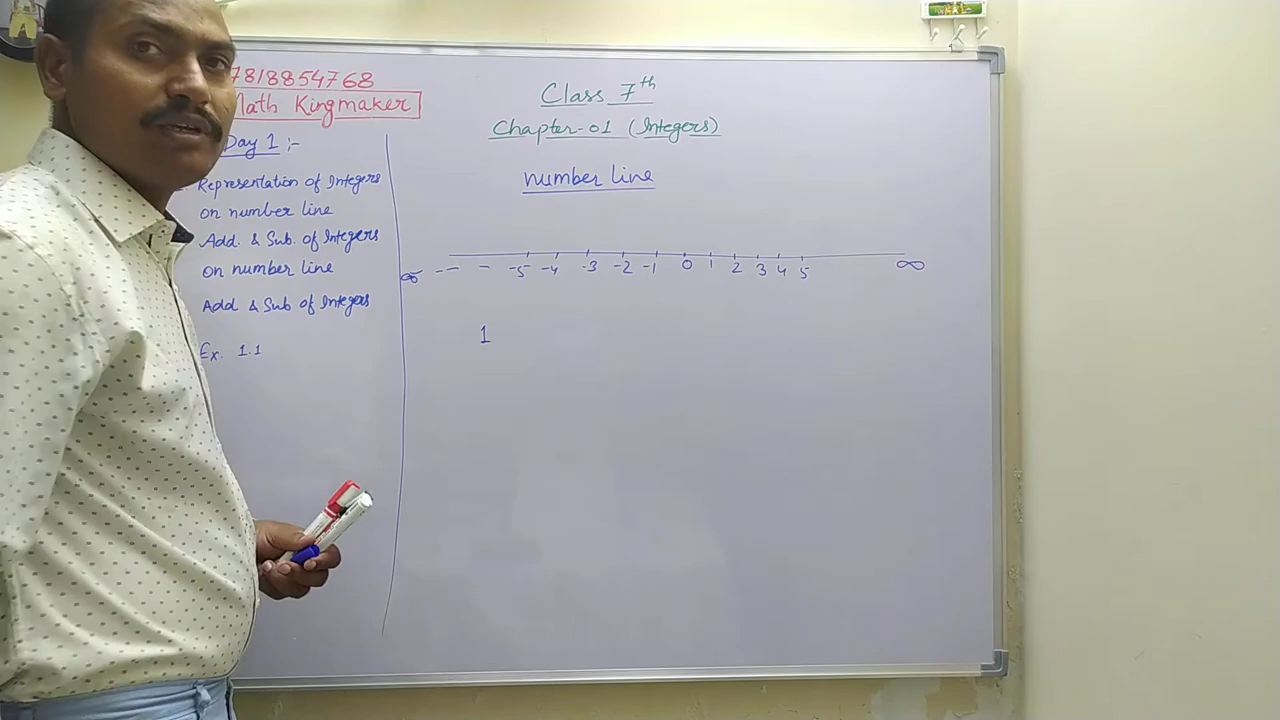 7818854768
Math Kingmaker
Day 1 :-
Representation of Integers
on number line
Add. & Sub. of Integers
on number line
Add & Sub of Integers
Ex. 1.1
Class 7th
Chapter-01 (Integers)
number line
∞ -- – – -5 -4 -3 -2 -1 0 1 2 3 4 5 ∞
1